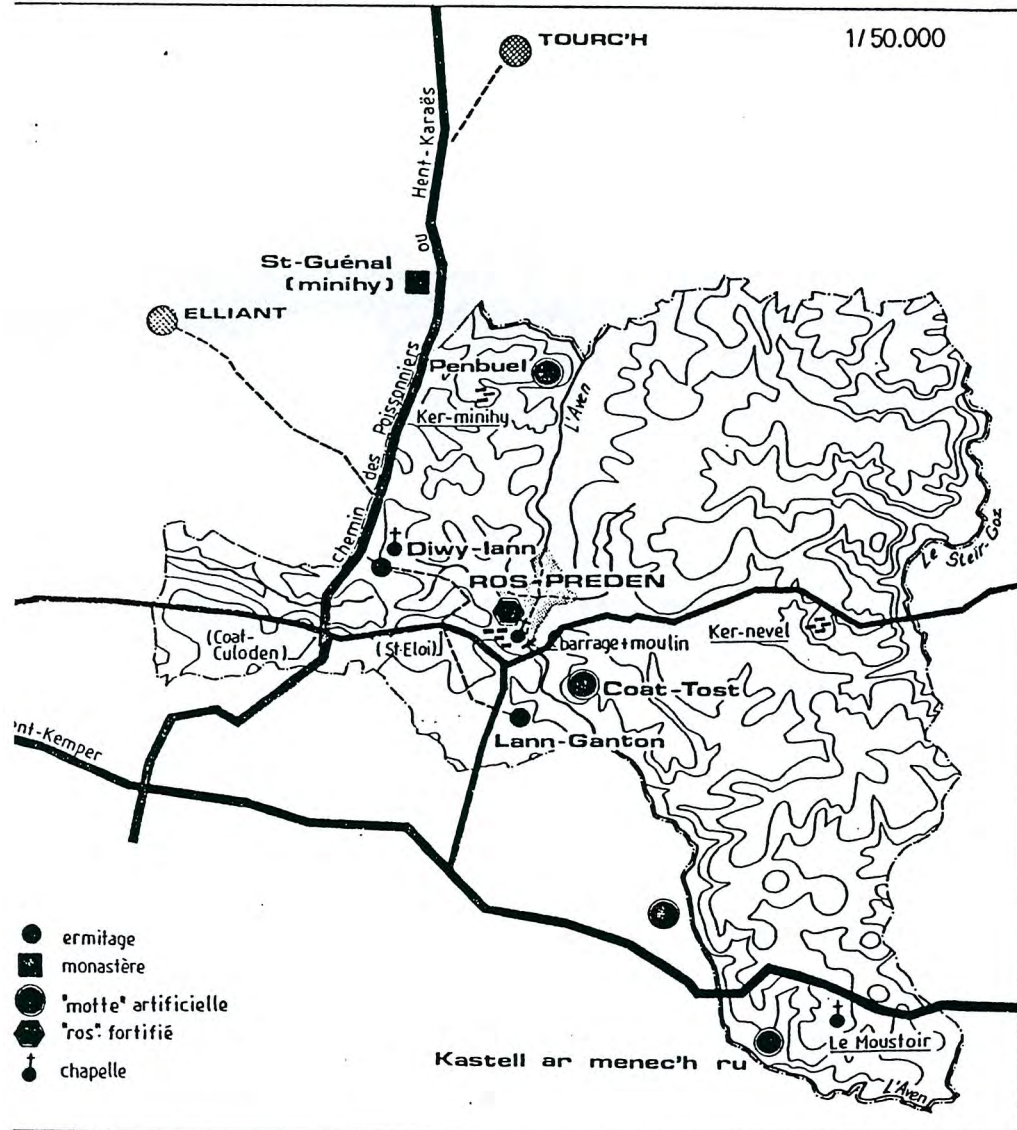 TOURC'H
1/50.000
Chemin des Poissonniers ou Hent-Karaës
St-Guénal
(minihy)
ELLIANT
Penbuel
Ker-minihy
L'Aven
Le Steir-Goz
Diwy-lann
ROS-PREDEN
(Coat-
Culoden)
(St-Eloi)
barrage+moulin
Ker-nevel
Coat-Tost
Lann-Ganton
ent-Kemper
ermitage
monastère
"motte" artificielle
"ros" fortifié
chapelle
Le Moustoir
Kastell ar menec'h ru
L'Aven